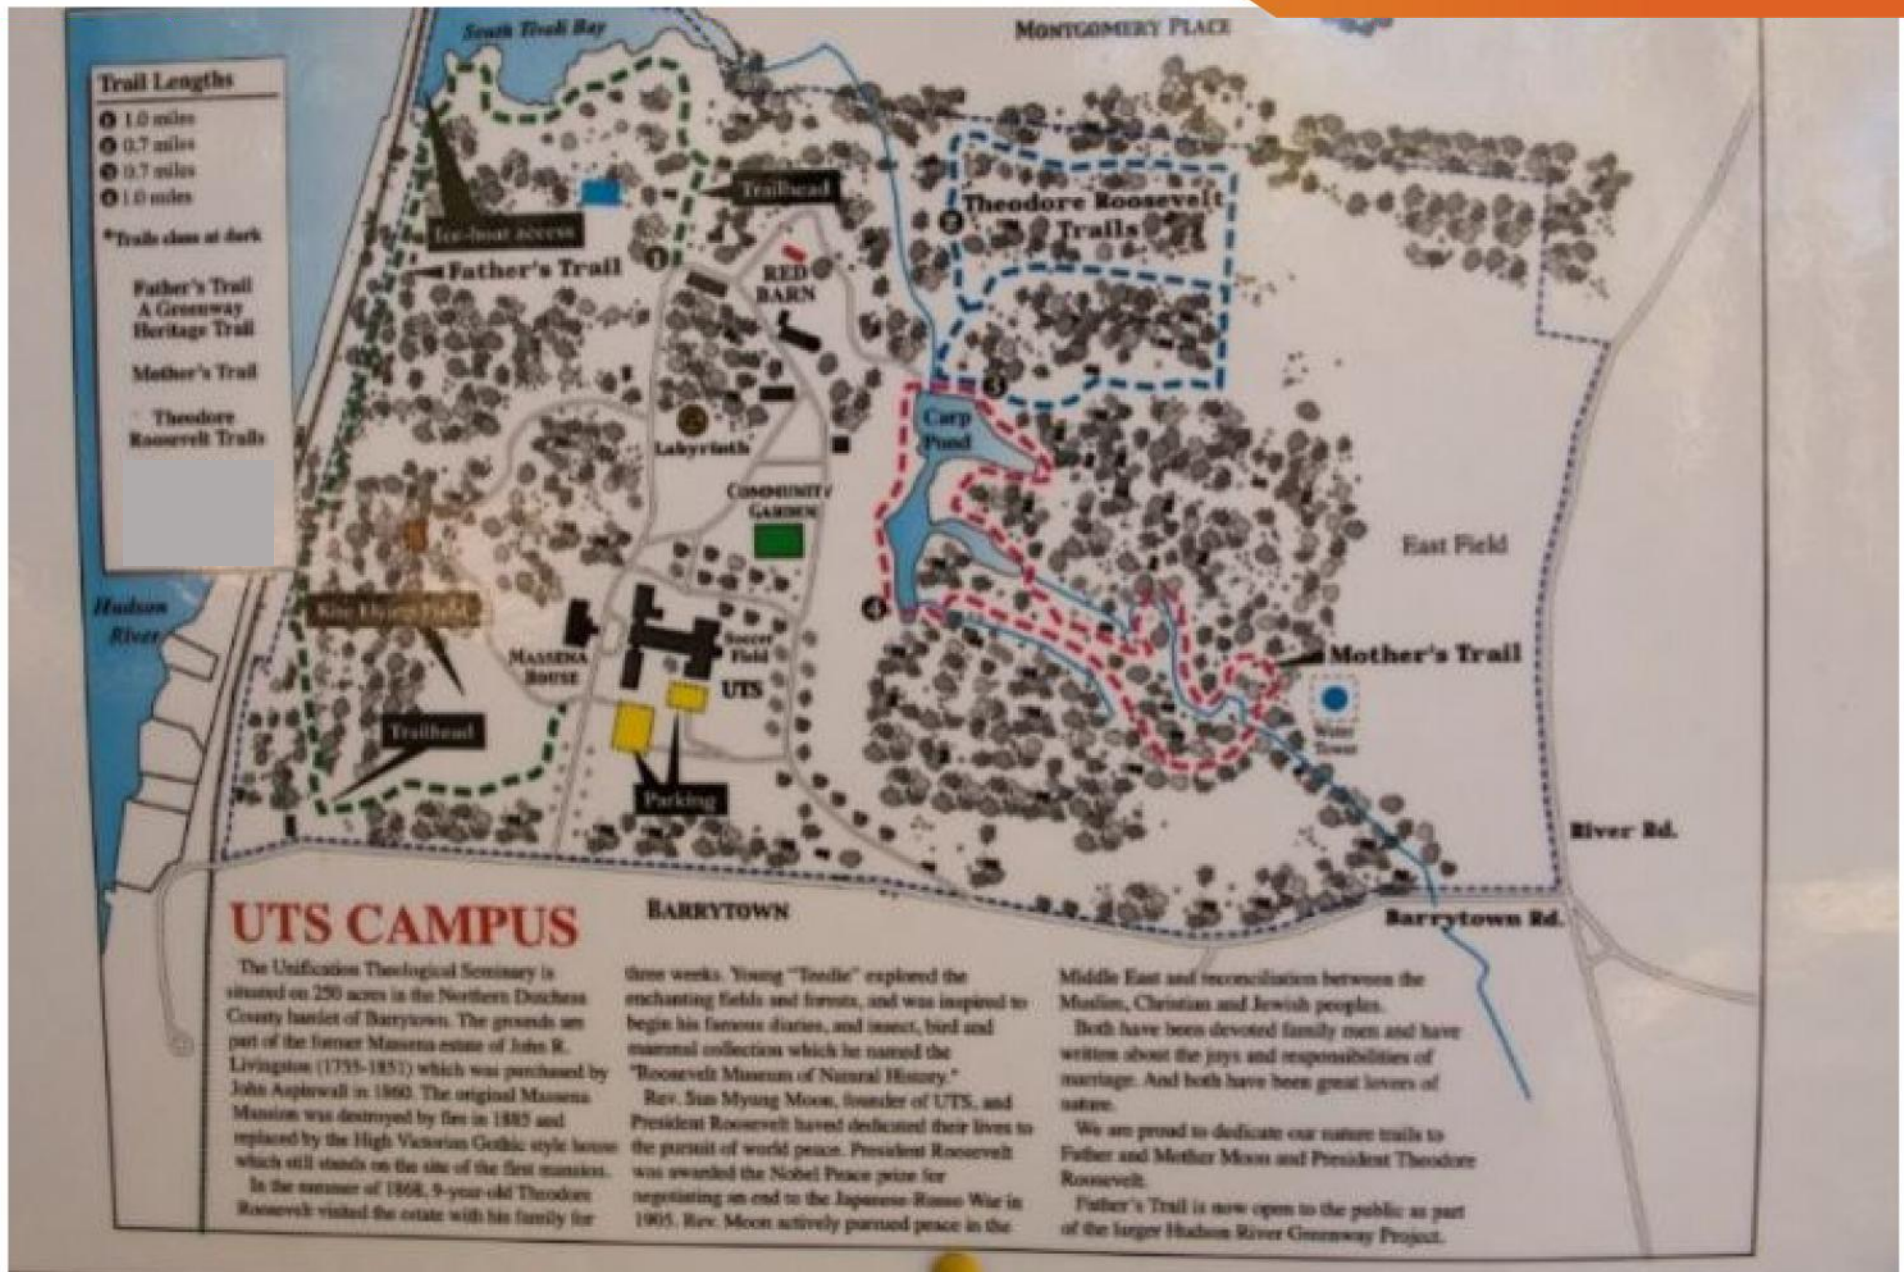 South Tivoli Bay
MONTGOMERY PLACE
Trail Lengths
1 1.0 miles
2 0.7 miles
3 0.7 miles
4 1.0 miles
*Trails close at dark
Father's Trail
A Greenway
Heritage Trail
Mother's Trail
Theodore
Roosevelt Trails
Trailhead
Ice-boat access
Father's Trail
1
2
Theodore Roosevelt
Trails
RED
BARN
3
Carp
Pond
Labyrinth
COMMUNITY
GARDEN
East Field
Hudson
River
Field
4
MASSENA
HOUSE
Soccer
Field
UTS
Mother's Trail
Water
Tower
Trailhead
Parking
River Rd.
Barrytown Rd.
BARRYTOWN
UTS CAMPUS
The Unification Theological Seminary is
situated on 250 acres in the Northern Dutchess
County hamlet of Barrytown. The grounds are
part of the former Massena estate of John R.
Livingston (1755-1851) which was purchased by
John Aspinwall in 1860. The original Massena
Mansion was destroyed by fire in 1885 and
replaced by the High Victorian Gothic style house
which still stands on the site of the first mansion.
In the summer of 1868, 9-year-old Theodore
Roosevelt visited the estate with his family for
three weeks. Young "Teedie" explored the
enchanting fields and forests, and was inspired to
begin his famous diaries, and insect, bird and
mammal collection which he named the
"Roosevelt Museum of Natural History."
Rev. Sun Myung Moon, founder of UTS, and
President Roosevelt haved dedicated their lives to
the pursuit of world peace. President Roosevelt
was awarded the Nobel Peace prize for
negotiating an end to the Japanese-Russo War in
1905. Rev. Moon actively pursued peace in the
Middle East and reconciliation between the
Muslim, Christian and Jewish peoples.
Both have been devoted family men and have
written about the joys and responsibilities of
marriage. And both have been great lovers of
nature.
We are proud to dedicate our nature trails to
Father and Mother Moon and President Theodore
Roosevelt.
Father's Trail is now open to the public as part
of the larger Hudson River Greenway Project.